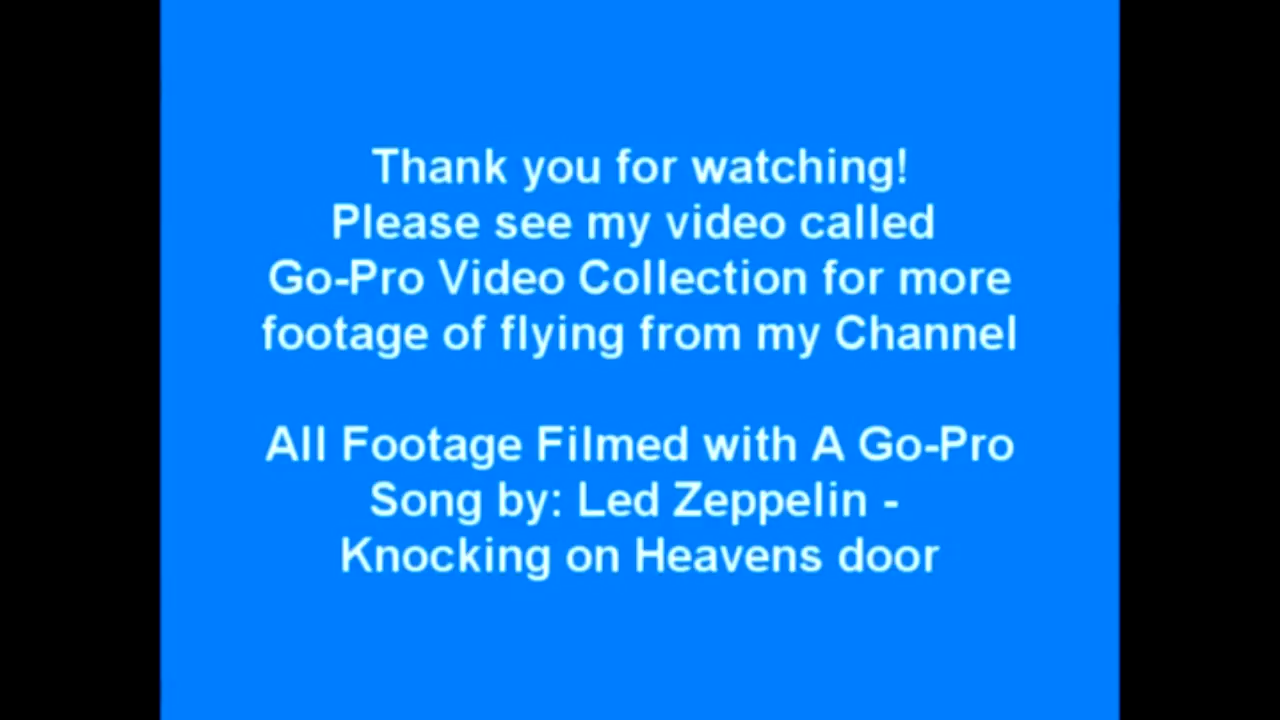 Thank you for watching!
Please see my video called
Go-Pro Video Collection for more
footage of flying from my Channel
All Footage Filmed with A Go-Pro
Song by: Led Zeppelin -
Knocking on Heavens door